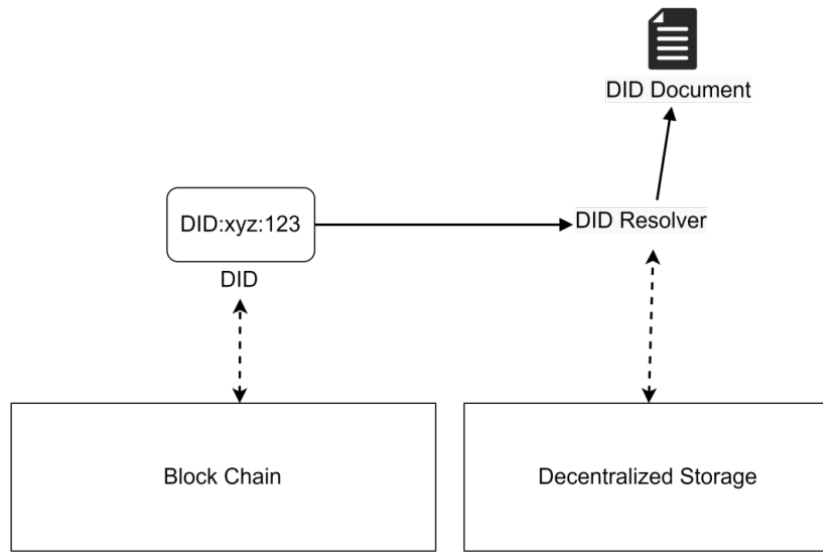 DID Document
DID:xyz:123
DID Resolver
DID
Block Chain
Decentralized Storage